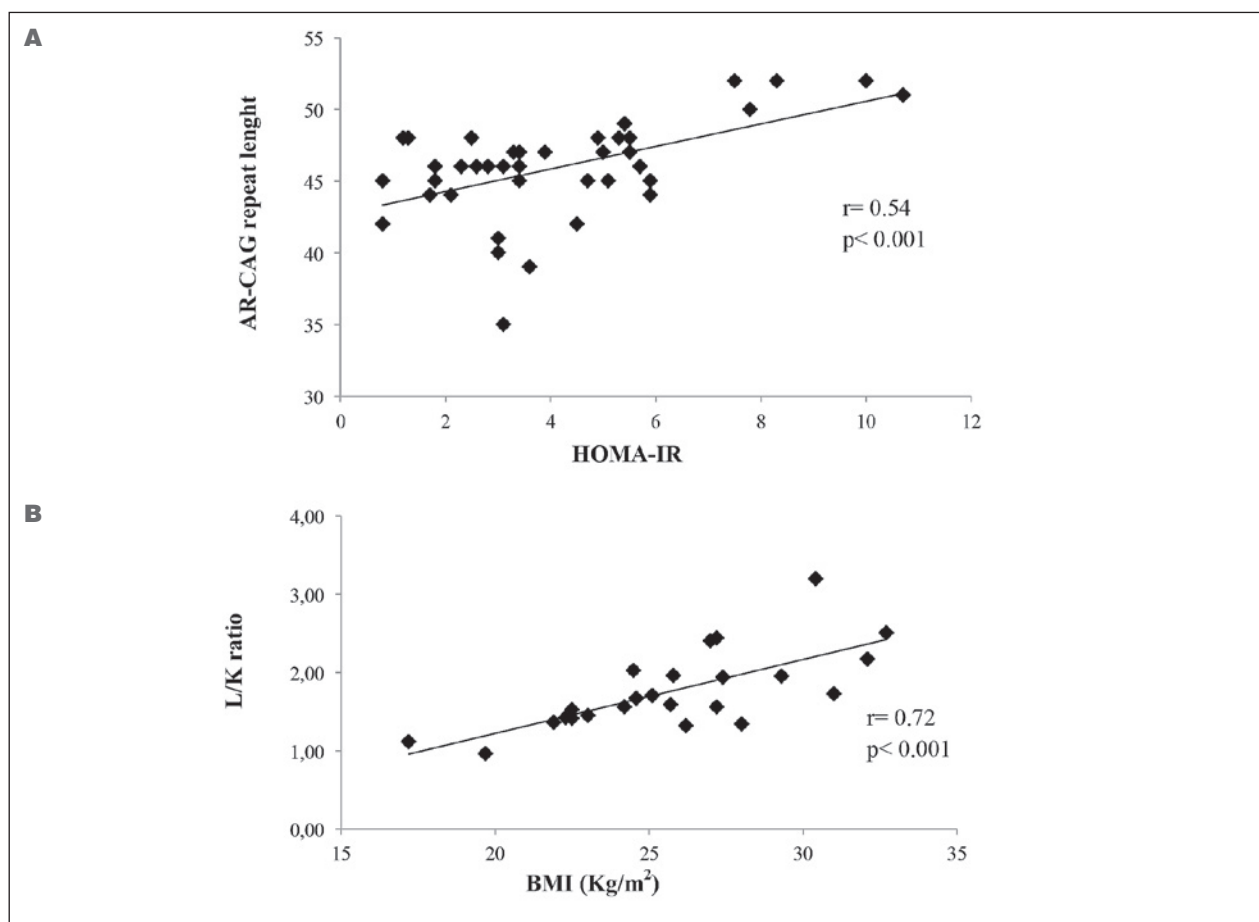 A
55
50
45
40
35
30
AR-CAG repeat lenght
r= 0.54
p< 0.001
0 2 4 6 8 10 12
HOMA-IR
B
4,00
3,00
2,00
1,00
0,00
L/K ratio
r= 0.72
p< 0.001
15 20 25 30 35
BMI (Kg/m²)